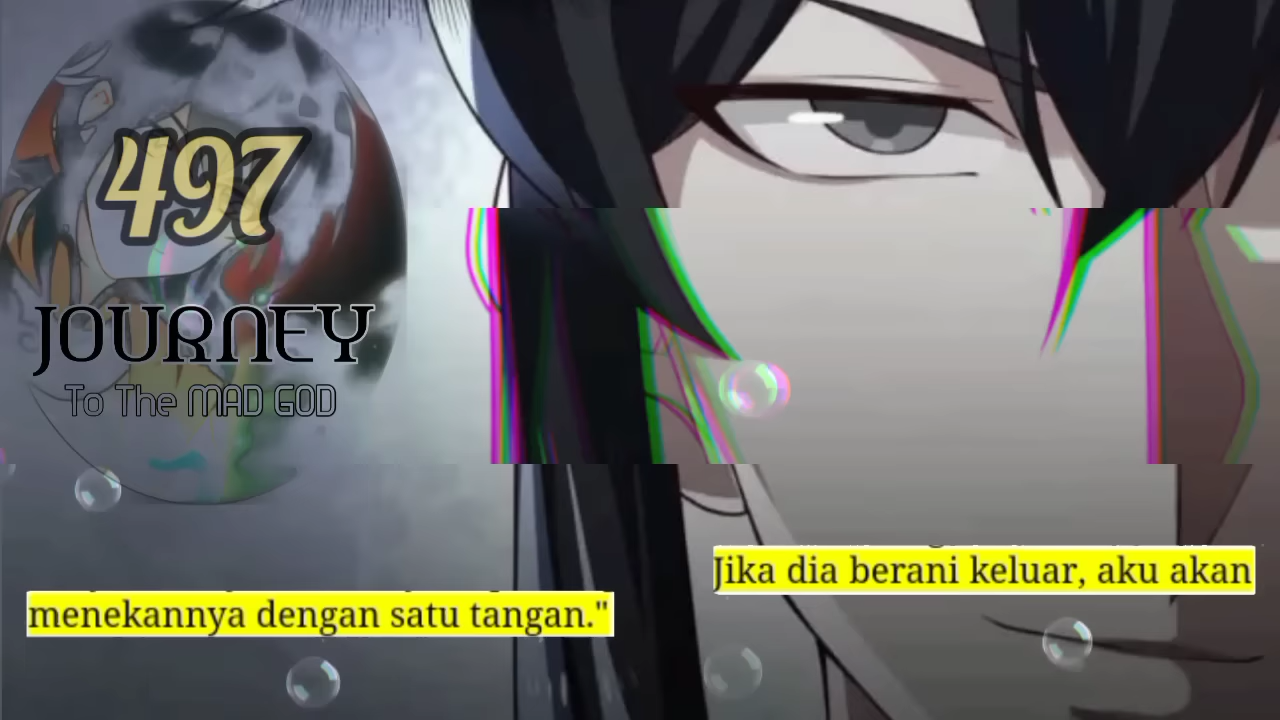 497
JOURNEY
To The MAD GOD
Jika dia berani keluar, aku akan
menekannya dengan satu tangan."